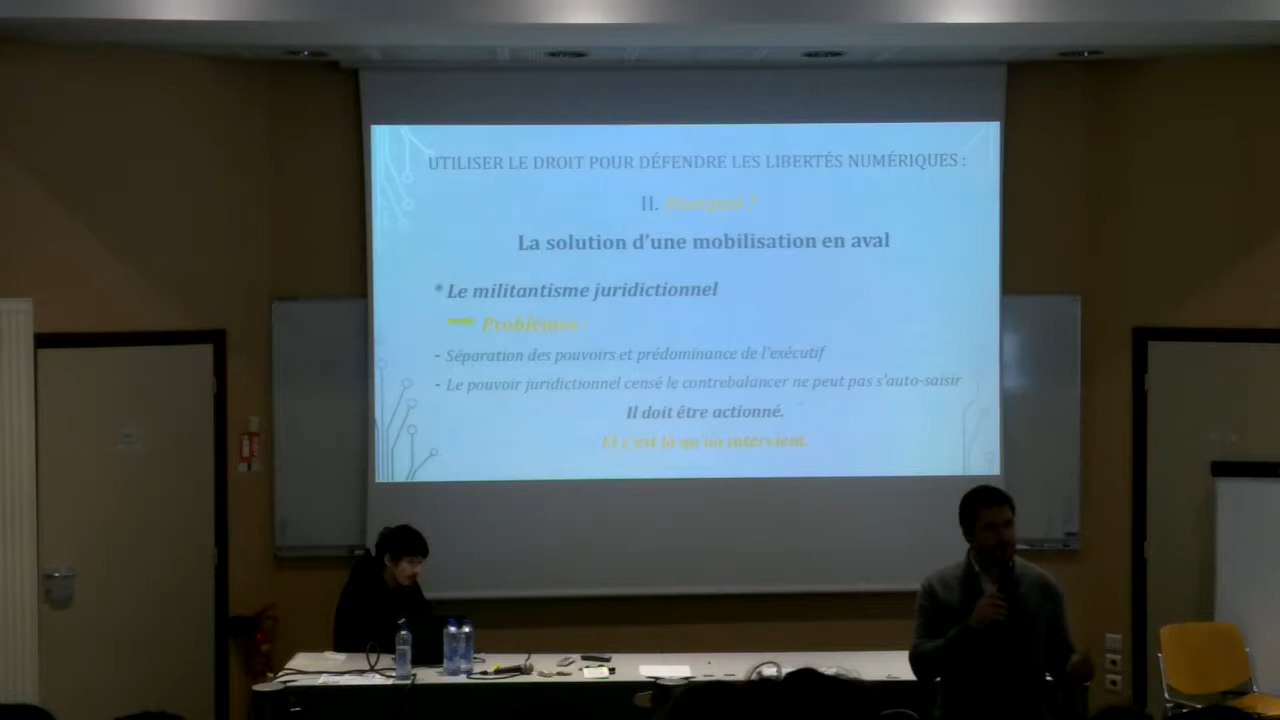 UTILISER LE DROIT POUR DÉFENDRE LES LIBERTÉS NUMÉRIQUES :
II. Pourquoi ?
La solution d'une mobilisation en aval
* Le militantisme juridictionnel
Problèmes :
- Séparation des pouvoirs et prédominance de l'exécutif
- Le pouvoir juridictionnel censé le contrebalancer ne peut pas s'auto-saisir
Il doit être actionné.
Et c'est là qu'on intervient.